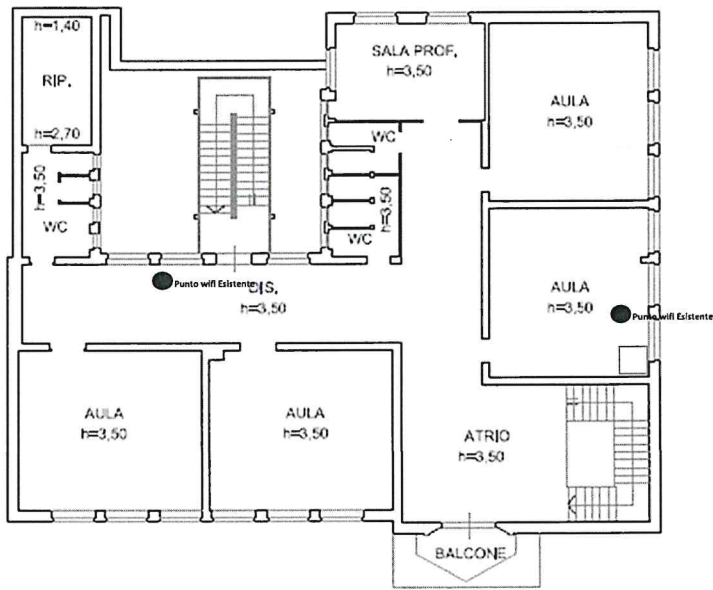 h=1,40
RIP.
h=2,70
h=3,50
WC
SALA PROF.
h=3,50
WC
h=3,50
WC
AULA
h=3,50
AULA
h=3,50
Punto wifi Esistente
Punto wifi Esistente
DIS.
h=3,50
AULA
h=3,50
AULA
h=3,50
ATRIO
h=3,50
BALCONE